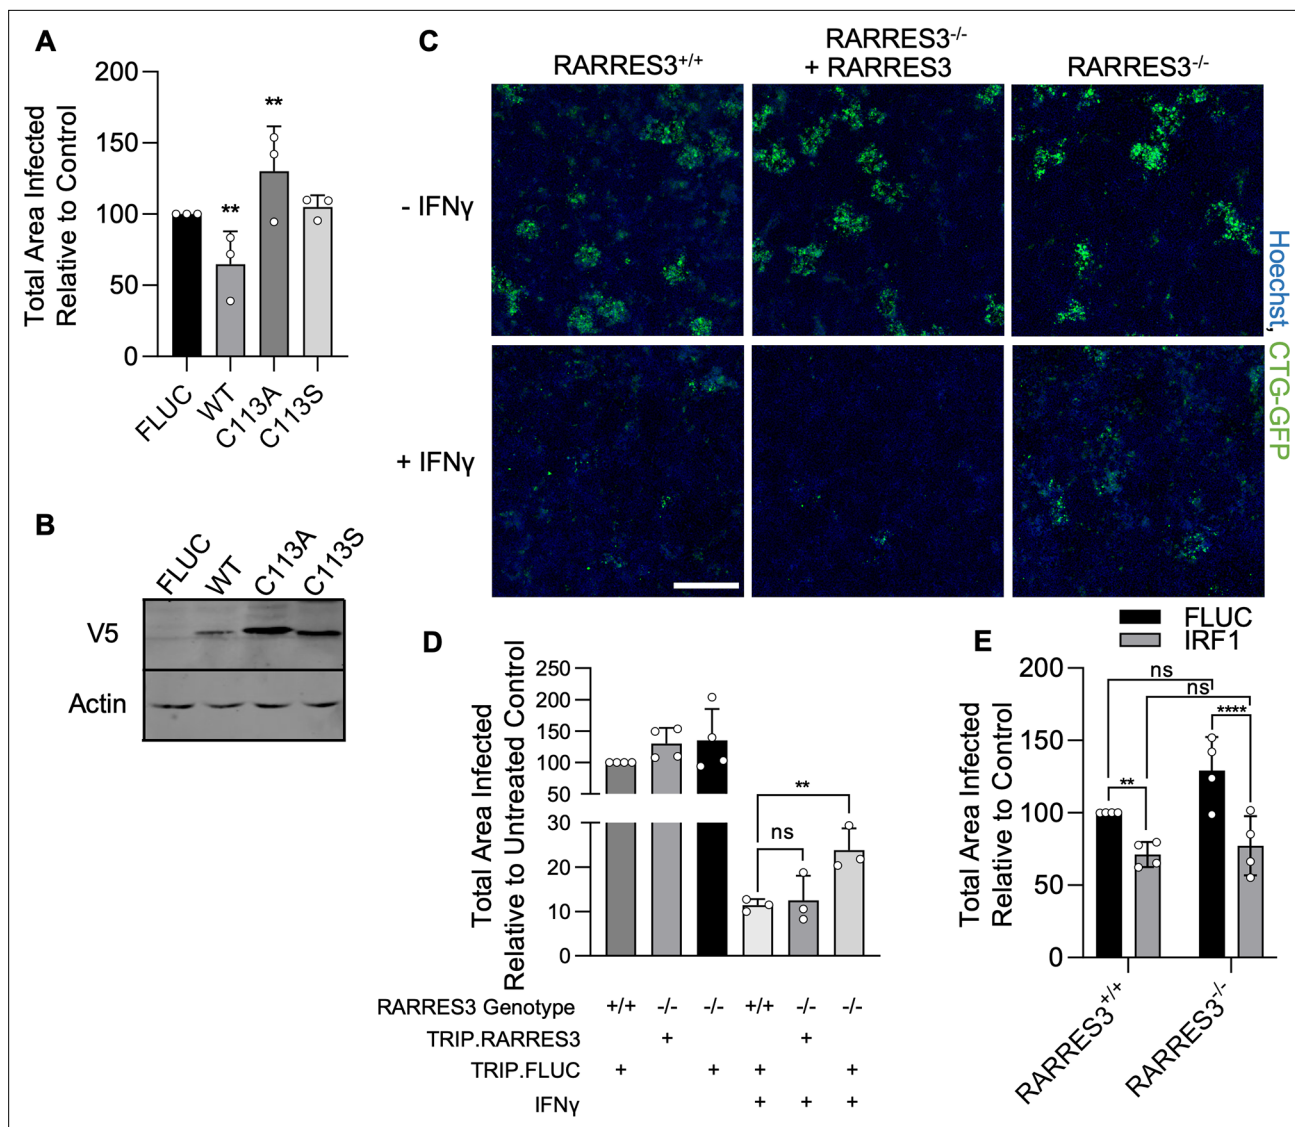 A
Total Area Infected
Relative to Control
200
150
100
50
0
**
**
FLUC
WT
C113A
C113S
B
FLUC
WT
C113A
C113S
V5
Actin
C
RARRES3+/+
RARRES3-/-
+ RARRES3
RARRES3-/-
- IFNγ
+ IFNγ
Hoechst, CTG-GFP
D
Total Area Infected
Relative to Untreated Control
250
200
150
100
50
30
20
10
0
ns
**
RARRES3 Genotype +/+ -/- -/- +/+ -/- -/-
TRIP.RARRES3 + +
TRIP.FLUC + + + +
IFNγ + + +
E
FLUC
IRF1
Total Area Infected
Relative to Control
200
150
100
50
0
ns
ns
**
****
RARRES3+/+
RARRES3-/-